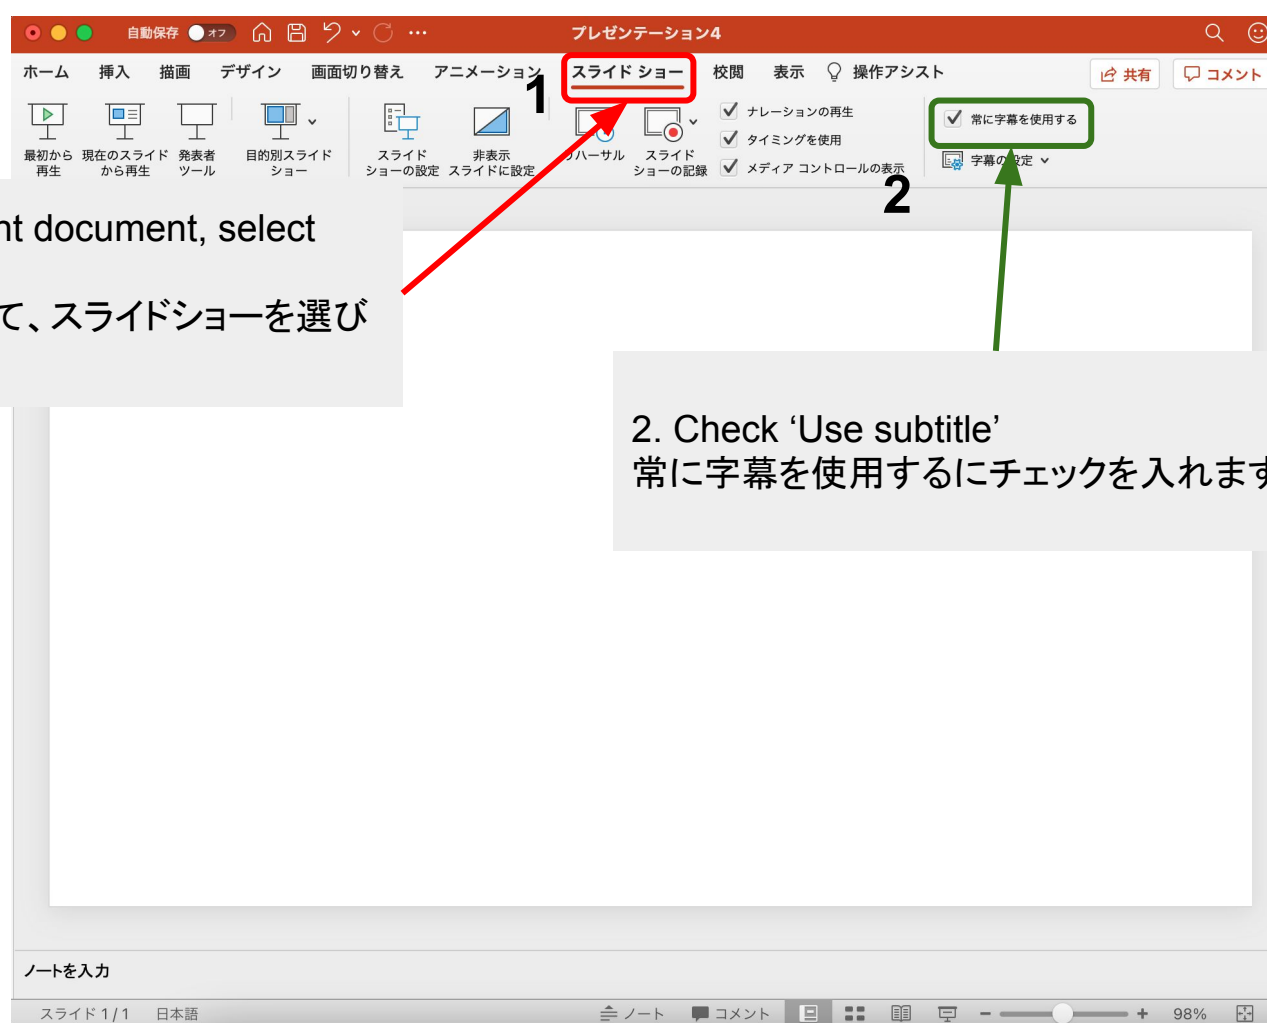 自動保存 オフ
プレゼンテーション4
ホーム 挿入 描画 デザイン 画面切り替え アニメーション スライド ショー 校閲 表示 操作アシスト 共有 コメント
1
最初から
再生
現在のスライド
から再生
発表者
ツール
目的別スライド
ショー
スライド
ショーの設定
非表示
スライドに設定
リハーサル
スライド
ショーの記録
ナレーションの再生
タイミングを使用
メディア コントロールの表示
常に字幕を使用する
字幕の設定
2
nt document, select
て、スライドショーを選び
2. Check ‘Use subtitle’
常に字幕を使用するにチェックを入れます
ノートを入力
スライド 1 / 1 日本語 ノート コメント 98%